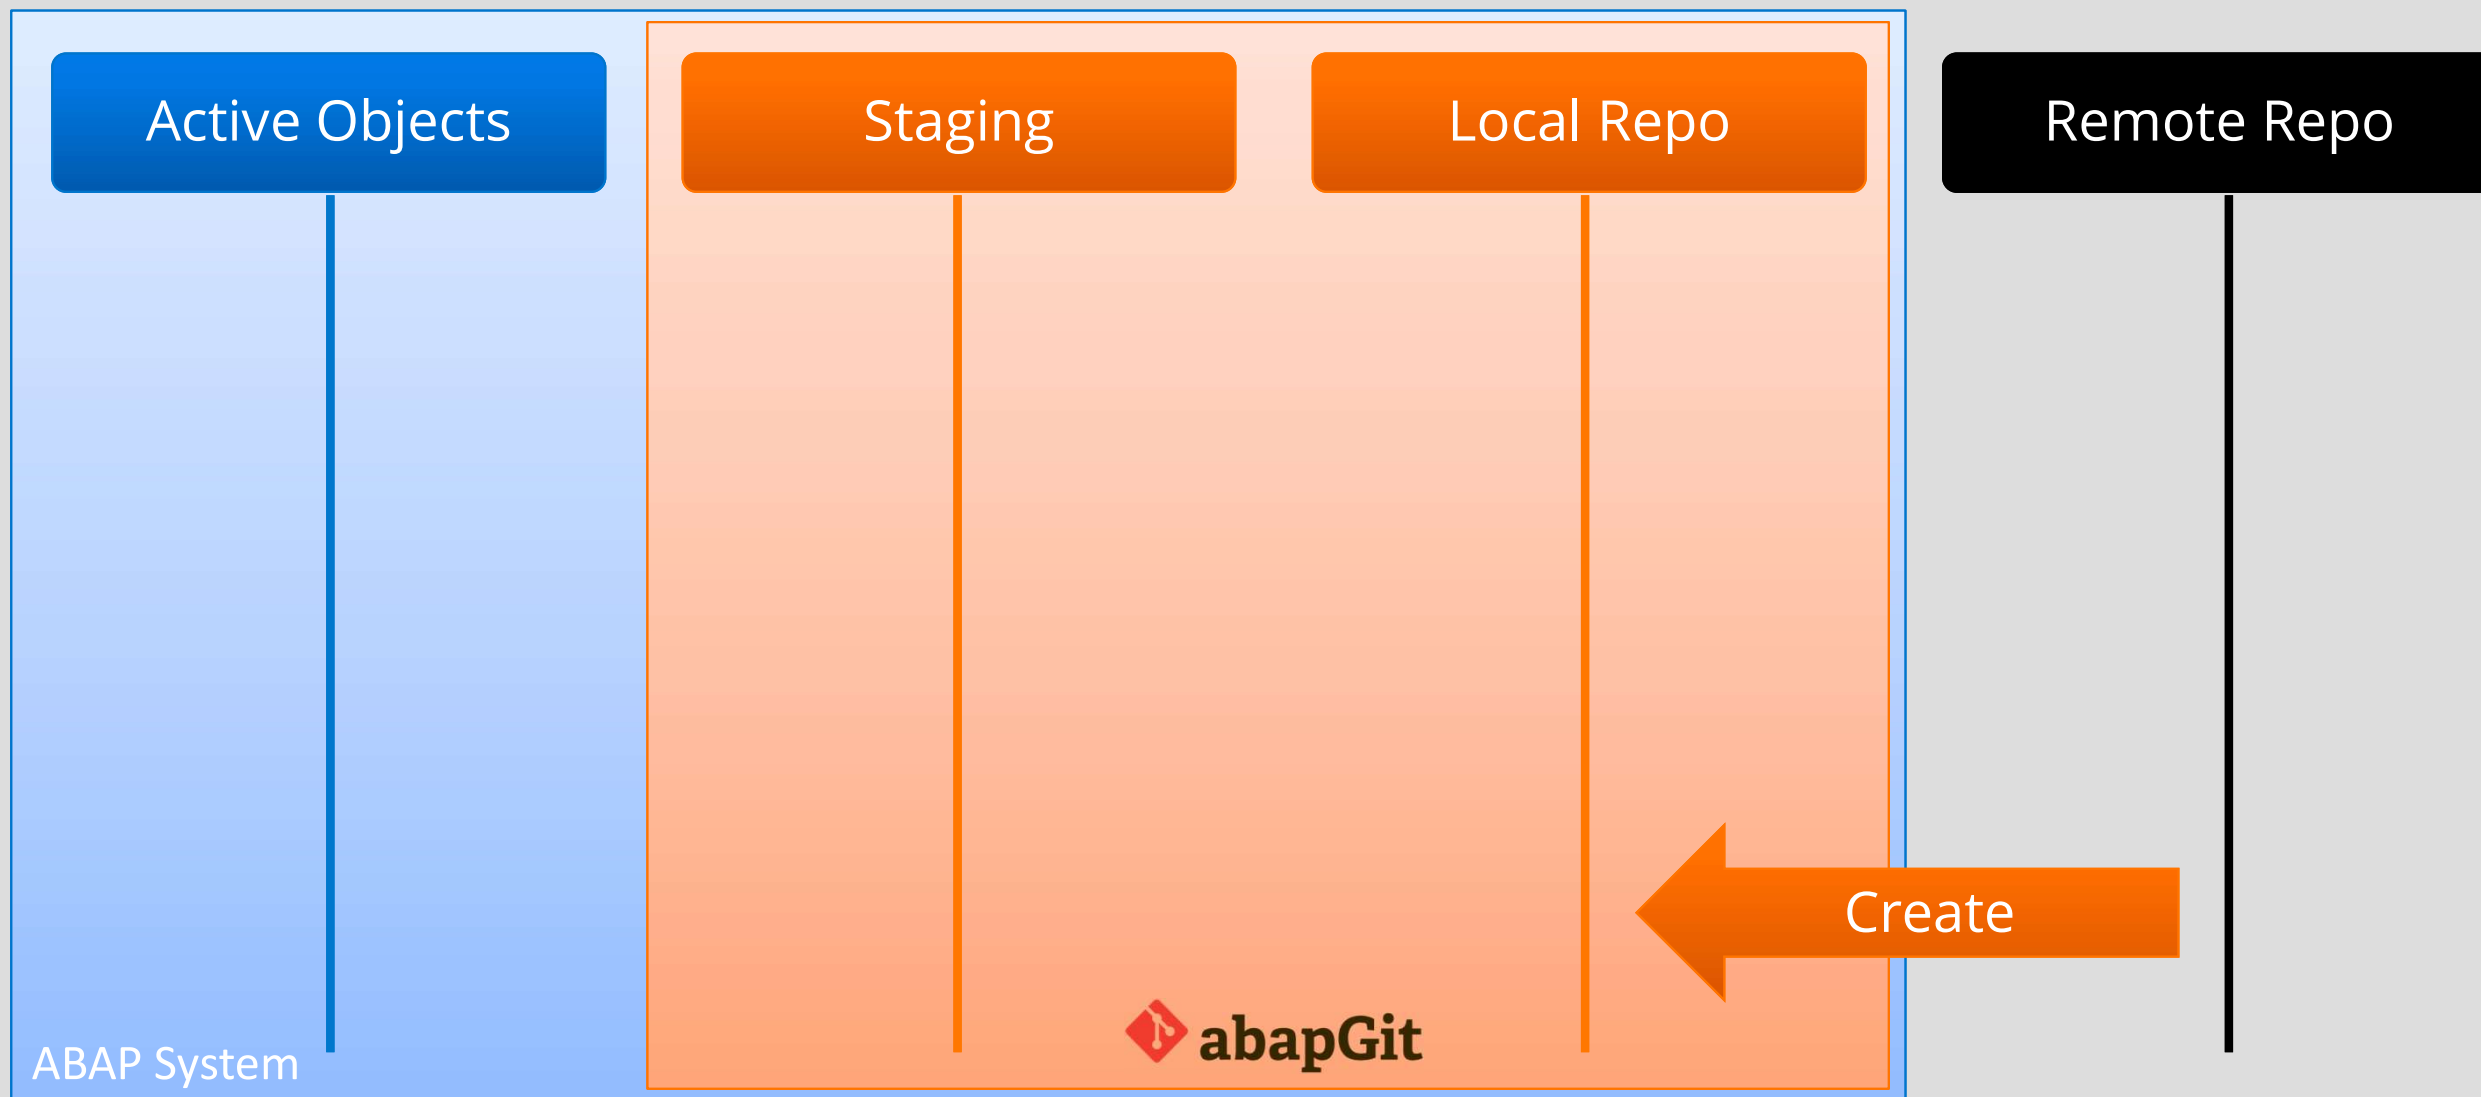 Active Objects
Staging
Local Repo
Remote Repo
Create
abapGit
ABAP System